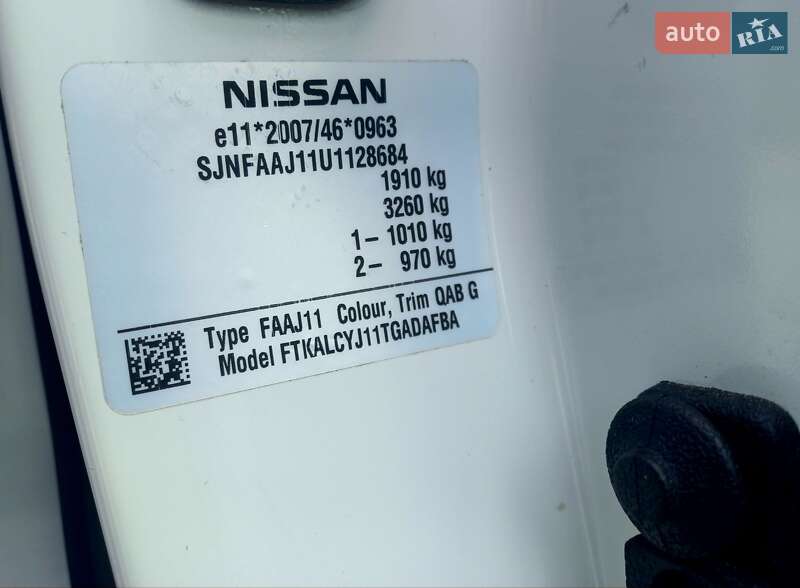 auto RIA
.com
NISSAN
e11*2007/46*0963
SJNFAAJ11U1128684
1910 kg
3260 kg
1- 1010 kg
2- 970 kg
Type FAAJ11 Colour, Trim QAB G
Model FTKALCYJ11TGADAFBA